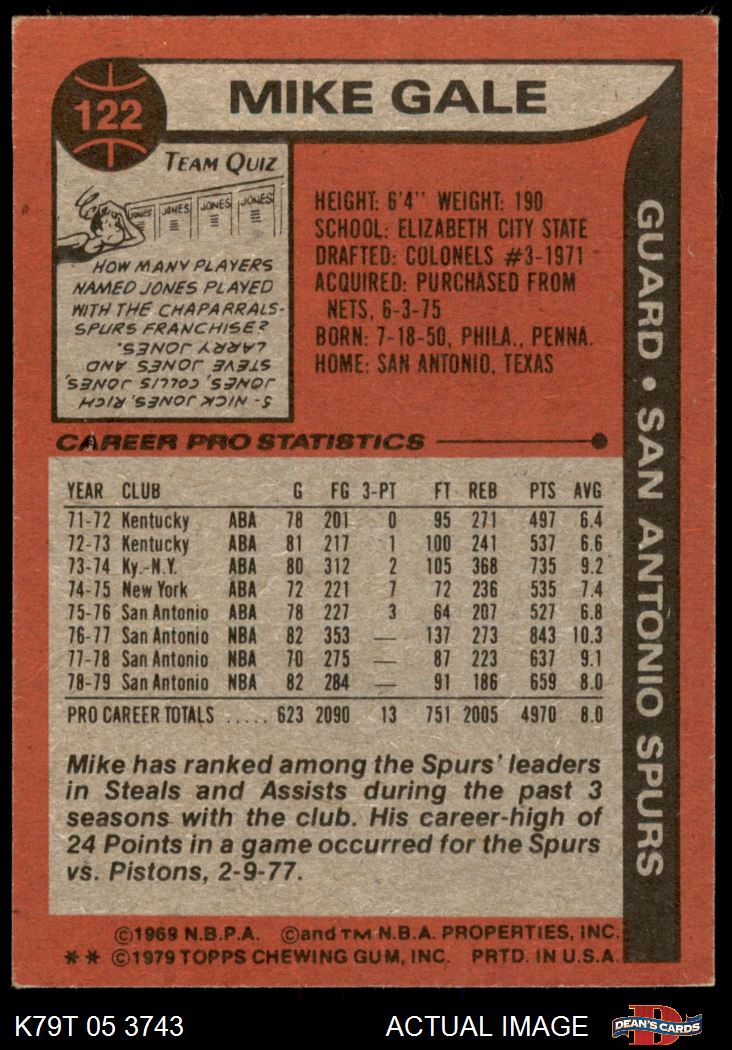 122
MIKE GALE
TEAM QUIZ
JONES JONES JONES JONES
HOW MANY PLAYERS
NAMED JONES PLAYED
WITH THE CHAPARRALS-
SPURS FRANCHISE?
5 - NICK JONES, RICH
JONES, COLLIS JONES,
STEVE JONES AND
LARRY JONES.
HEIGHT: 6'4" WEIGHT: 190
SCHOOL: ELIZABETH CITY STATE
DRAFTED: COLONELS #3-1971
ACQUIRED: PURCHASED FROM
NETS, 6-3-75
BORN: 7-18-50, PHILA., PENNA.
HOME: SAN ANTONIO, TEXAS
GUARD • SAN ANTONIO SPURS
CAREER PRO STATISTICS
YEAR CLUB G FG 3-PT FT REB PTS AVG
71-72 Kentucky ABA 78 201 0 95 271 497 6.4
72-73 Kentucky ABA 81 217 1 100 241 537 6.6
73-74 Ky.-N.Y. ABA 80 312 2 105 368 735 9.2
74-75 New York ABA 72 221 7 72 236 535 7.4
75-76 San Antonio ABA 78 227 3 64 207 527 6.8
76-77 San Antonio NBA 82 353 — 137 273 843 10.3
77-78 San Antonio NBA 70 275 — 87 223 637 9.1
78-79 San Antonio NBA 82 284 — 91 186 659 8.0
PRO CAREER TOTALS ..... 623 2090 13 751 2005 4970 8.0
Mike has ranked among the Spurs' leaders
in Steals and Assists during the past 3
seasons with the club. His career-high of
24 Points in a game occurred for the Spurs
vs. Pistons, 2-9-77.
©1969 N.B.P.A. ©and TM N.B.A. PROPERTIES, INC.
** ©1979 TOPPS CHEWING GUM, INC. PRTD. IN U.S.A.
K79T 05 3743
ACTUAL IMAGE
D
DEAN'S CARDS